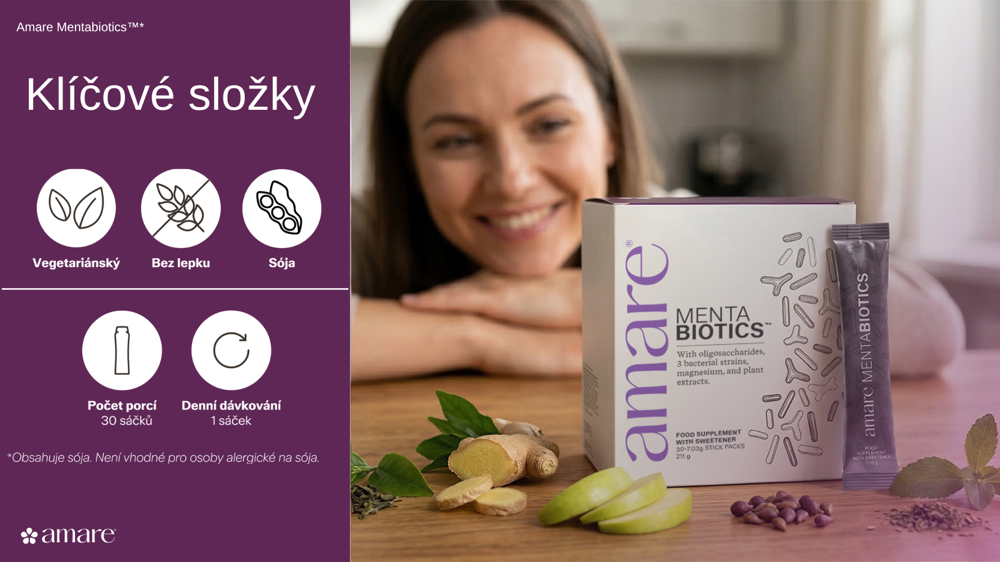 Amare Mentabiotics™*
Klíčové složky
Vegetariánský
Bez lepku
Sója
Počet porcí
30 sáčků
Denní dávkování
1 sáček
*Obsahuje sója. Není vhodné pro osoby alergické na sója.
amare
amare®
MENTA
BIOTICS™*
With oligosaccharides,
3 bacterial strains,
magnesium, and plant
extracts.
FOOD SUPPLEMENT
WITH SWEETENER
30-7.03g STICK PACKS
211 g
amare MENTABIOTICS
FOOD
SUPPLEMENT
WITH SWEETENER
7.03 g